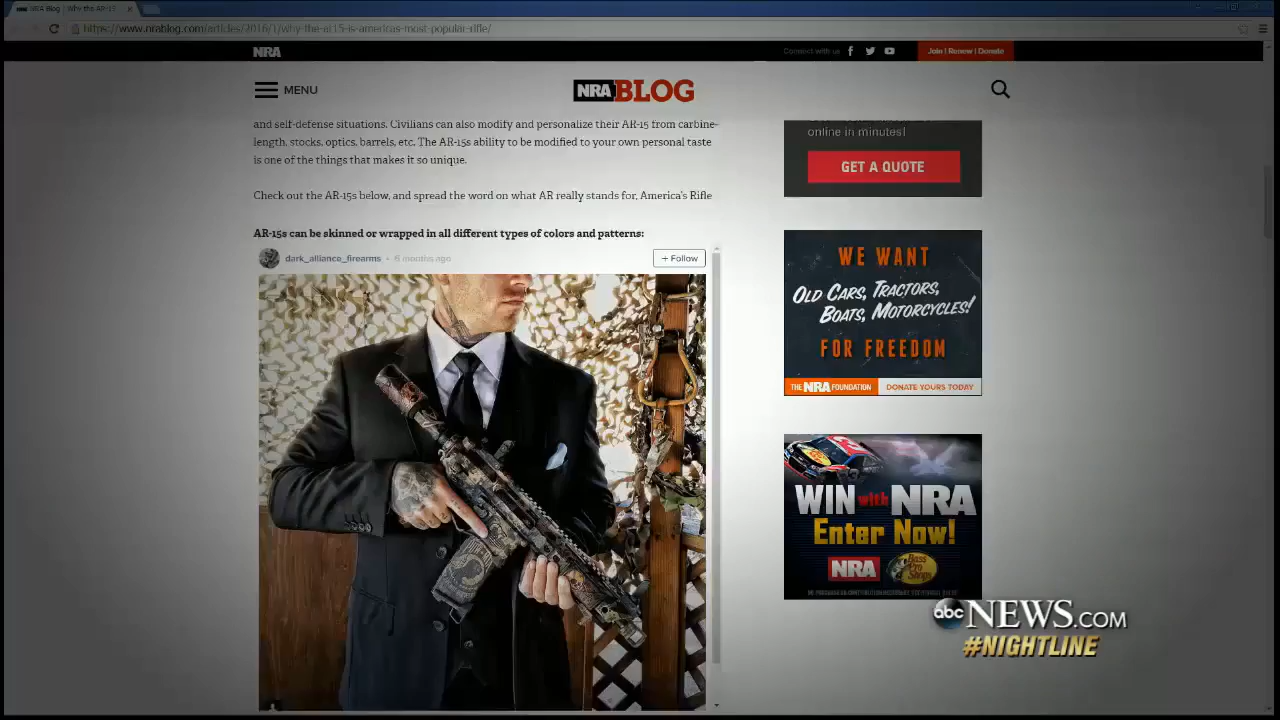 NRA Blog | Why the AR-15
https://www.nrablog.com/articles/2016/1/why-the-ar15-is-americas-most-popular-rifle/
NRA
Connect with us
Join | Renew | Donate
MENU
NRA BLOG
and self-defense situations. Civilians can also modify and personalize their AR-15 from carbine-
length, stocks, optics, barrels, etc. The AR-15s ability to be modified to your own personal taste
is one of the things that makes it so unique.
Check out the AR-15s below, and spread the word on what AR really stands for, America's Rifle
AR-15s can be skinned or wrapped in all different types of colors and patterns:
dark_alliance_firearms • 6 months ago
+ Follow
online in minutes!
GET A QUOTE
WE WANT
OLD CARS, TRACTORS,
BOATS, MOTORCYCLES!
FOR FREEDOM
THE NRA FOUNDATION
DONATE YOURS TODAY
WIN with NRA
Enter Now!
NRA
Bass Pro Shops
abc NEWS.COM
#NIGHTLINE